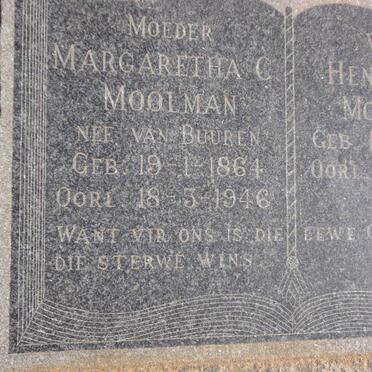 MOEDER
MARGARETHA C
MOOLMAN
NEE VAN BUUREN
GEB. 19-1-1864
OORL. 18-3-1946
WANT VIR ONS IS DIE
DIE STERWE WINS
HEN
MO
GEB
OORL.
LEWE